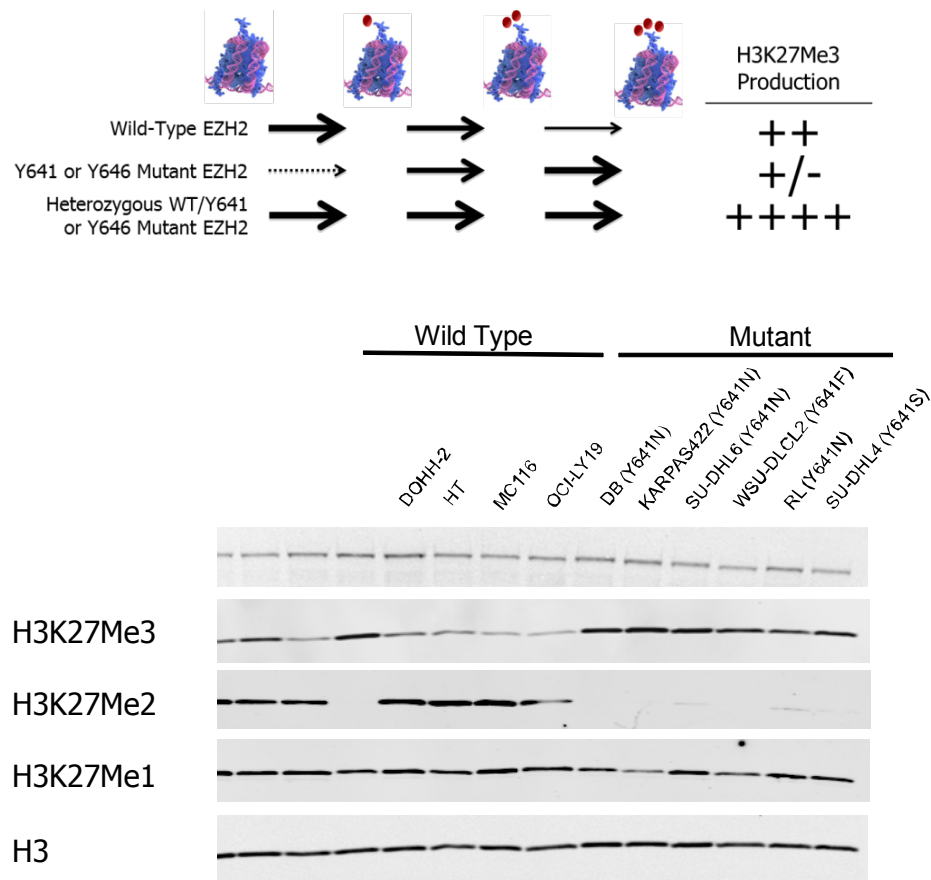 H3K27Me3
Production
Wild-Type EZH2
++
Y641 or Y646 Mutant EZH2
+/-
Heterozygous WT/Y641
or Y646 Mutant EZH2
++++
Wild Type
Mutant
DOHH-2
HT
MC116
OCI-LY19
DB (Y641N)
KARPAS422 (Y641N)
SU-DHL6 (Y641N)
WSU-DLCL2 (Y641F)
RL (Y641N)
SU-DHL4 (Y641S)
H3K27Me3
H3K27Me2
H3K27Me1
H3